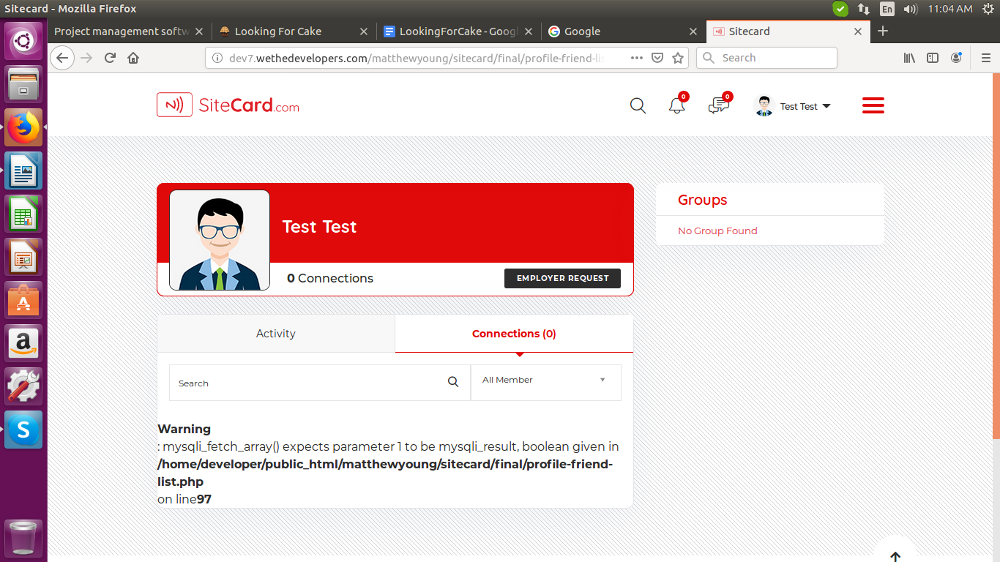 Sitecard - Mozilla Firefox
En
11:04 AM
Project management softw
Looking For Cake
LookingForCake - Googl
Google
Sitecard
dev7.wethedevelopers.com/matthewyoung/sitecard/final/profile-friend-lis
Search
SiteCard.com
0
0
Test Test
Test Test
0 Connections
EMPLOYER REQUEST
Groups
No Group Found
Activity
Connections (0)
Search
All Member
Warning
: mysqli_fetch_array() expects parameter 1 to be mysqli_result, boolean given in
/home/developer/public_html/matthewyoung/sitecard/final/profile-friend-
list.php
on line97